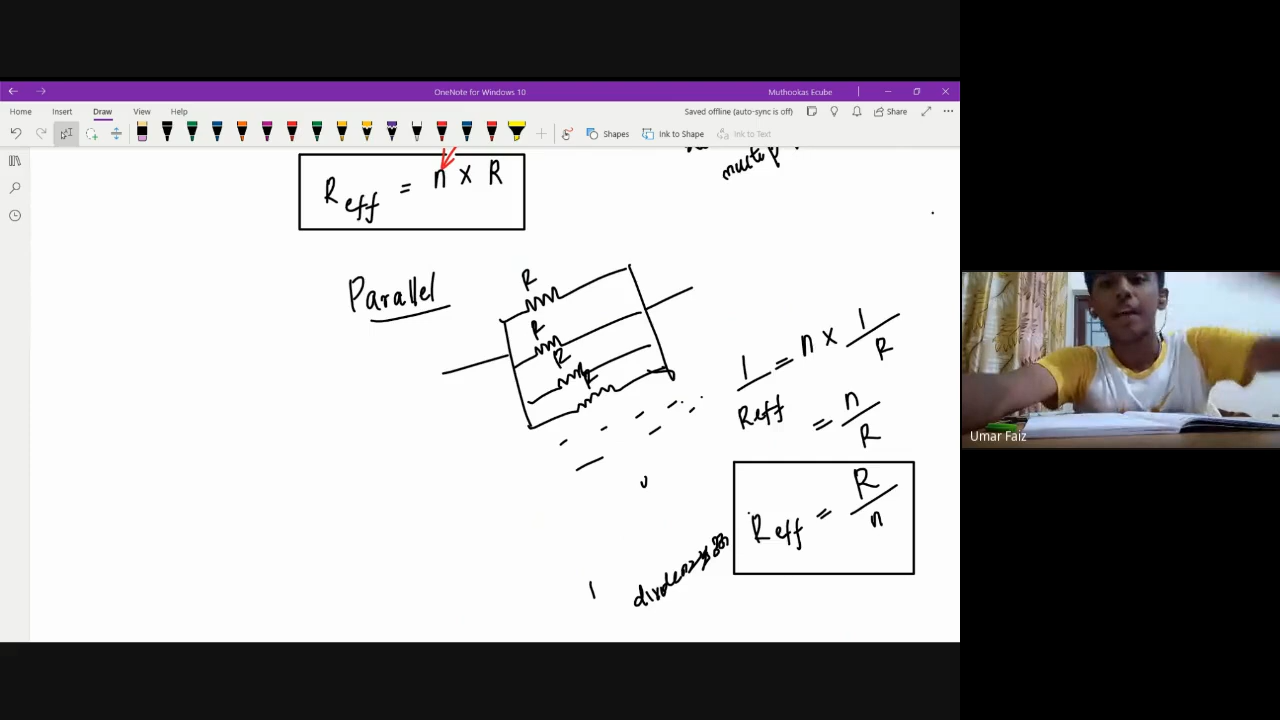 OneNote for Windows 10
Muthookas Ecube
Home Insert Draw View Help
Saved offline (auto-sync is off)
Share
Shapes
Ink to Shape
Ink to Text
R eff = n x R
Parallel
R
R
R
R
1/Reff = n x 1/R
= n/R
Reff = R/n
Umar Faiz